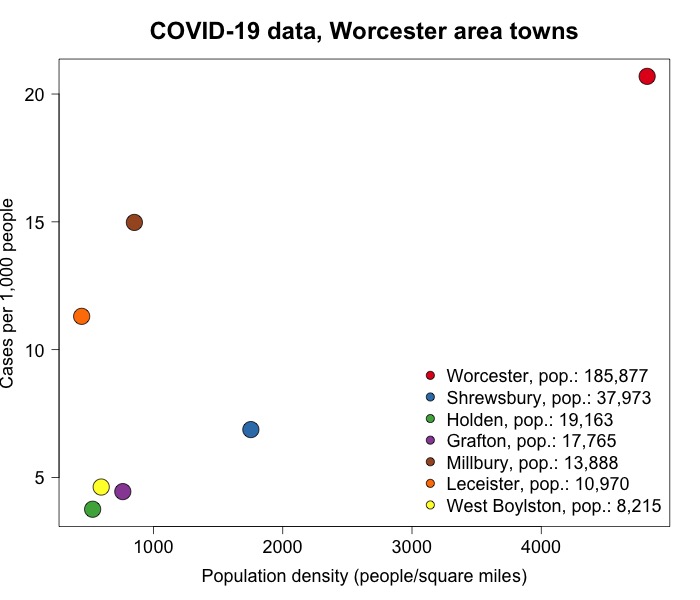 COVID-19 data, Worcester area towns
Cases per 1,000 people
20
15
10
5
Worcester, pop.: 185,877
Shrewsbury, pop.: 37,973
Holden, pop.: 19,163
Grafton, pop.: 17,765
Millbury, pop.: 13,888
Leceister, pop.: 10,970
West Boylston, pop.: 8,215
1000 2000 3000 4000
Population density (people/square miles)